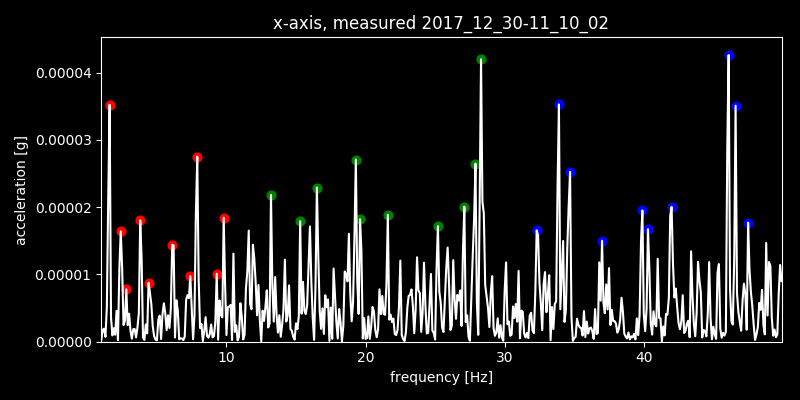 x-axis, measured 2017_12_30-11_10_02
acceleration [g]
0.00004
0.00003
0.00002
0.00001
0.00000
10 20 30 40
frequency [Hz]